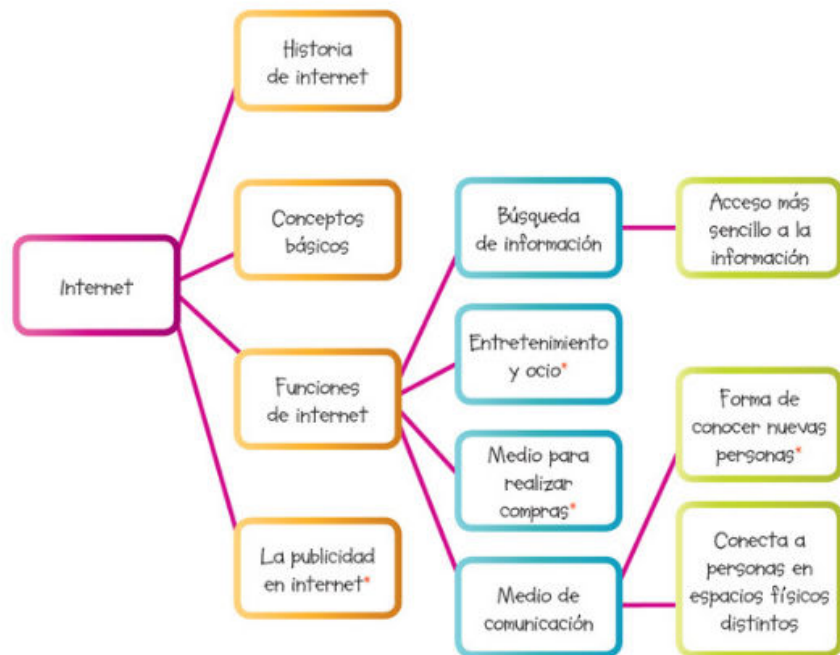 Historia
de internet
Conceptos
básicos
Búsqueda
de información
Acceso más
sencillo a la
información
Internet
Entretenimiento
y ocio*
Funciones
de internet
Forma de
conocer nuevas
personas*
Medio para
realizar
compras*
La publicidad
en internet*
Medio de
comunicación
Conecta a
personas en
espacios físicos
distintos